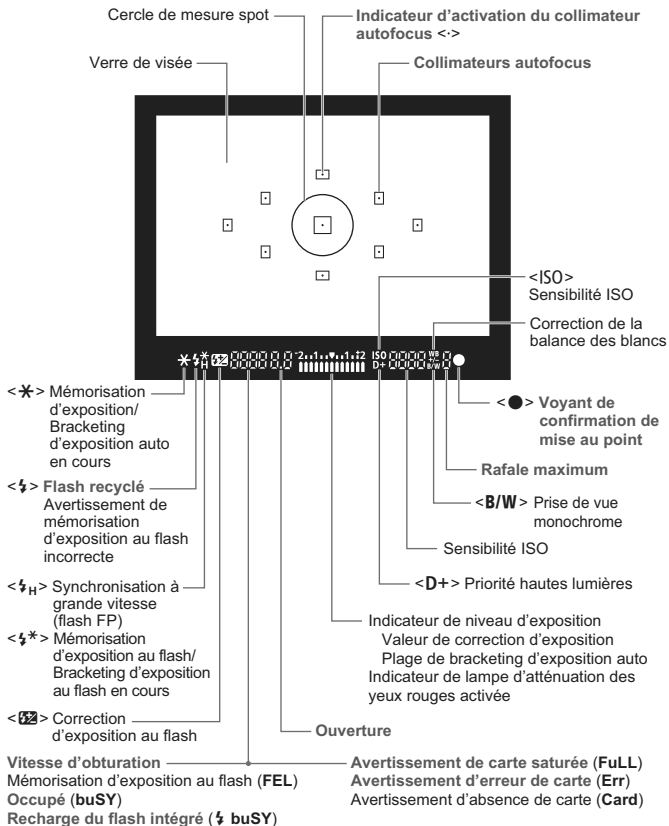 Cercle de mesure spot
Indicateur d'activation du collimateur
autofocus <·>
Verre de visée
Collimateurs autofocus
<ISO>
Sensibilité ISO
Correction de la
balance des blancs
-2..1..▼..1.:2
ISO
D+
WB
+/-
B/W
<✱> Mémorisation
d'exposition/
Bracketing
d'exposition auto
en cours
<●> Voyant de
confirmation de
mise au point
Rafale maximum
<⚡> Flash recyclé
Avertissement de
mémorisation
d'exposition au flash
incorrecte
<B/W> Prise de vue
monochrome
Sensibilité ISO
<⚡H> Synchronisation à
grande vitesse
(flash FP)
<D+> Priorité hautes lumières
<⚡*> Mémorisation
d'exposition au flash/
Bracketing d'exposition
au flash en cours
Indicateur de niveau d'exposition
Valeur de correction d'exposition
Plage de bracketing d'exposition auto
Indicateur de lampe d'atténuation des
yeux rouges activée
<⚡±> Correction
d'exposition au flash
Ouverture
Vitesse d'obturation
Mémorisation d'exposition au flash (FEL)
Occupé (buSY)
Recharge du flash intégré (⚡ buSY)
Avertissement de carte saturée (FuLL)
Avertissement d'erreur de carte (Err)
Avertissement d'absence de carte (Card)